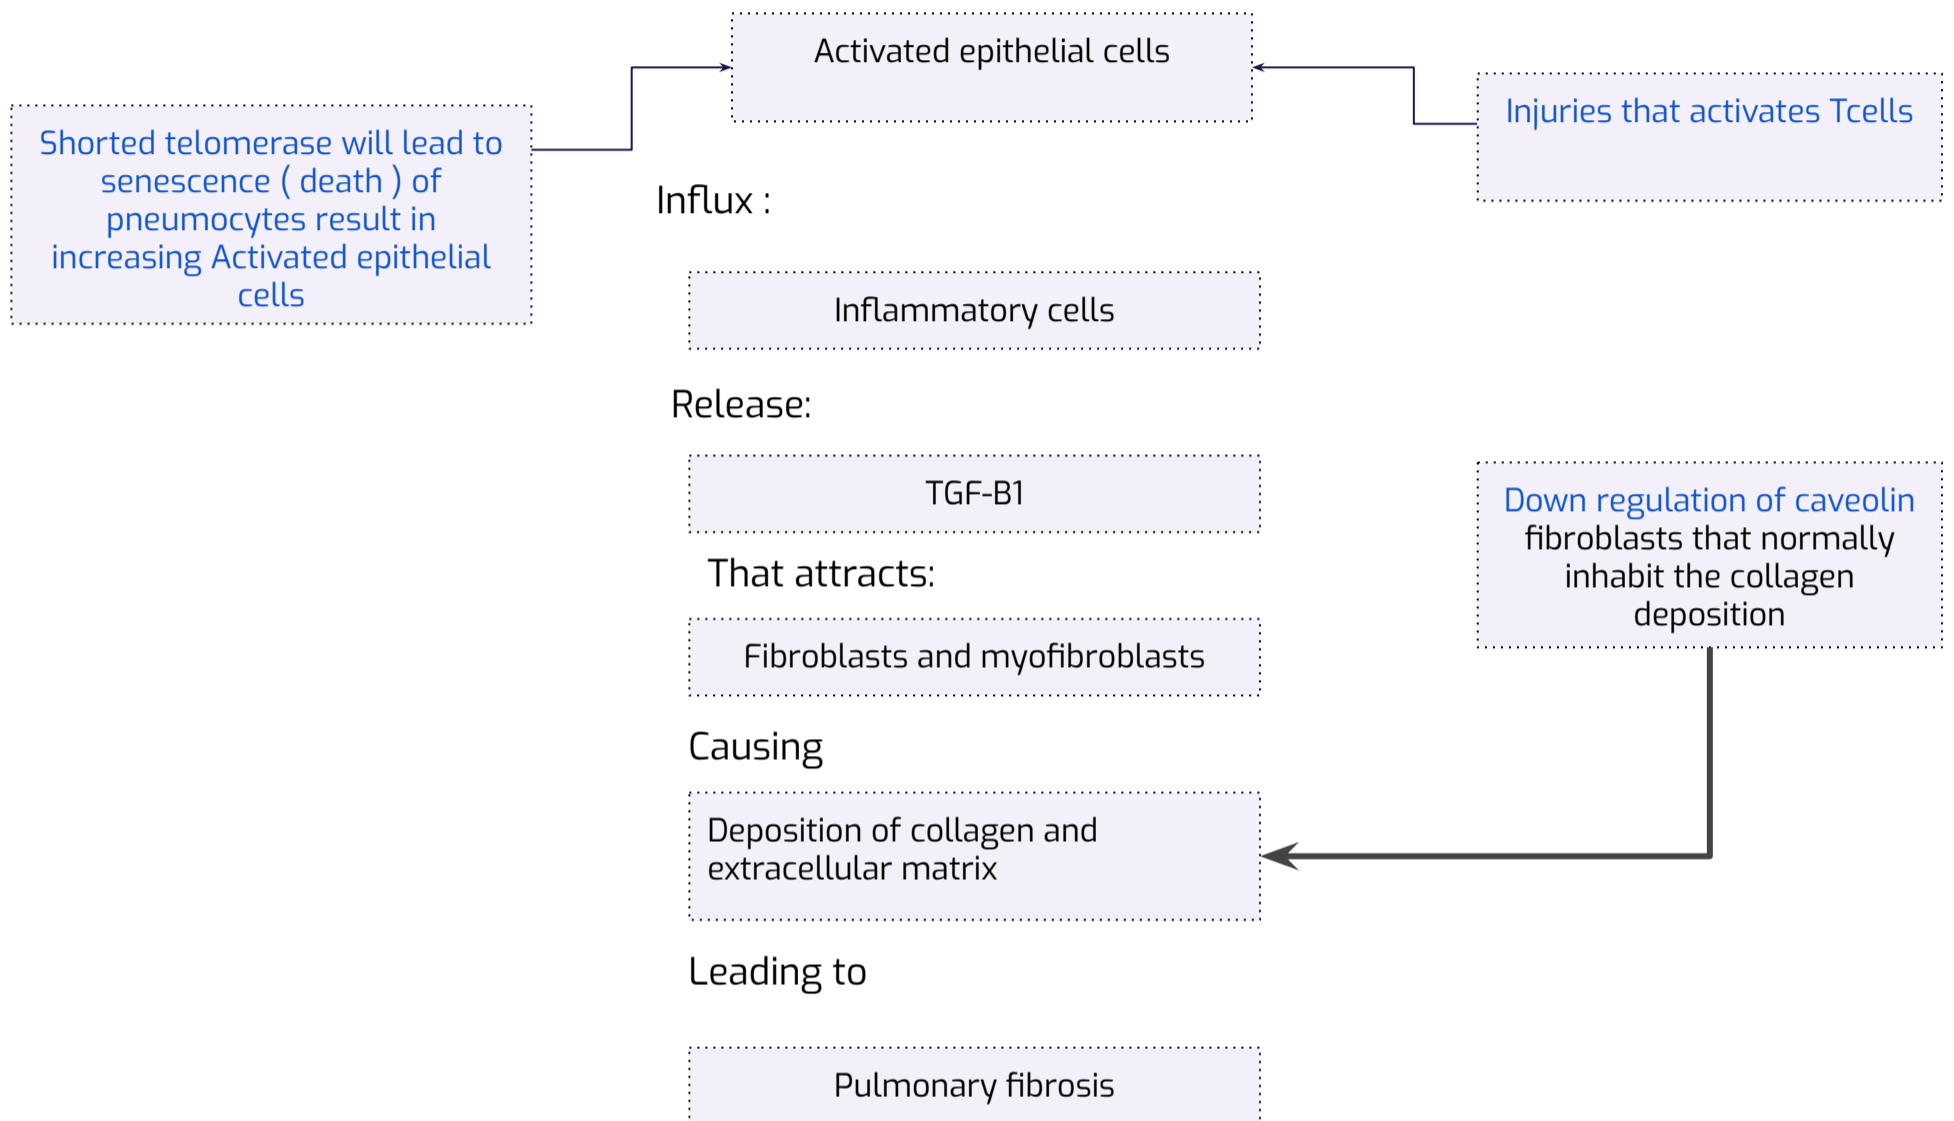 Activated epithelial cells
Injuries that activates Tcells
Shorted telomerase will lead to
senescence ( death ) of
pneumocytes result in
increasing Activated epithelial
cells
Influx :
Inflammatory cells
Release:
TGF-B1
That attracts:
Fibroblasts and myofibroblasts
Down regulation of caveolin
fibroblasts that normally
inhabit the collagen
deposition
Causing
Deposition of collagen and
extracellular matrix
Leading to
Pulmonary fibrosis